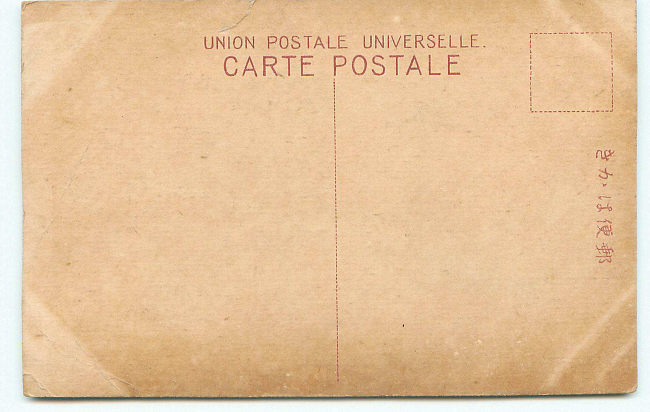 UNION POSTALE UNIVERSELLE.
CARTE POSTALE
きかは便郵